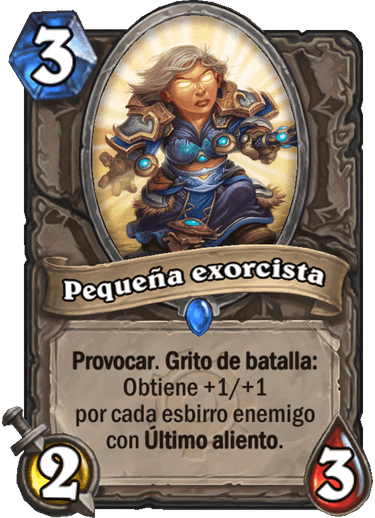 3
Pequeña exorcista
Provocar. Grito de batalla:
Obtiene +1/+1
por cada esbirro enemigo
con Último aliento.
2
3